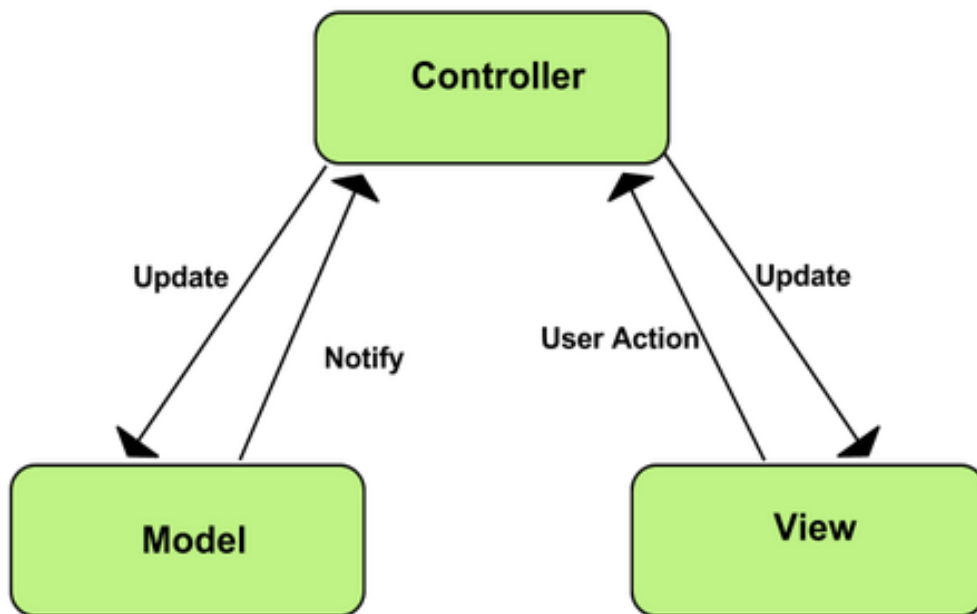 Controller
Update
Update
User Action
Notify
Model
View